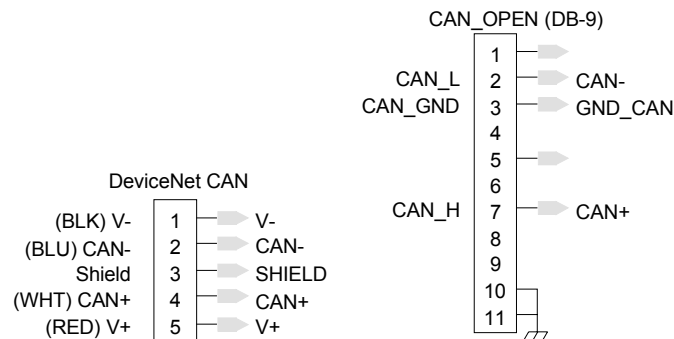 CAN_OPEN (DB-9)
1
CAN_L 2 CAN-
CAN_GND 3 GND_CAN
4
5
6
CAN_H 7 CAN+
8
9
10
11
DeviceNet CAN
(BLK) V- 1 V-
(BLU) CAN- 2 CAN-
Shield 3 SHIELD
(WHT) CAN+ 4 CAN+
(RED) V+ 5 V+